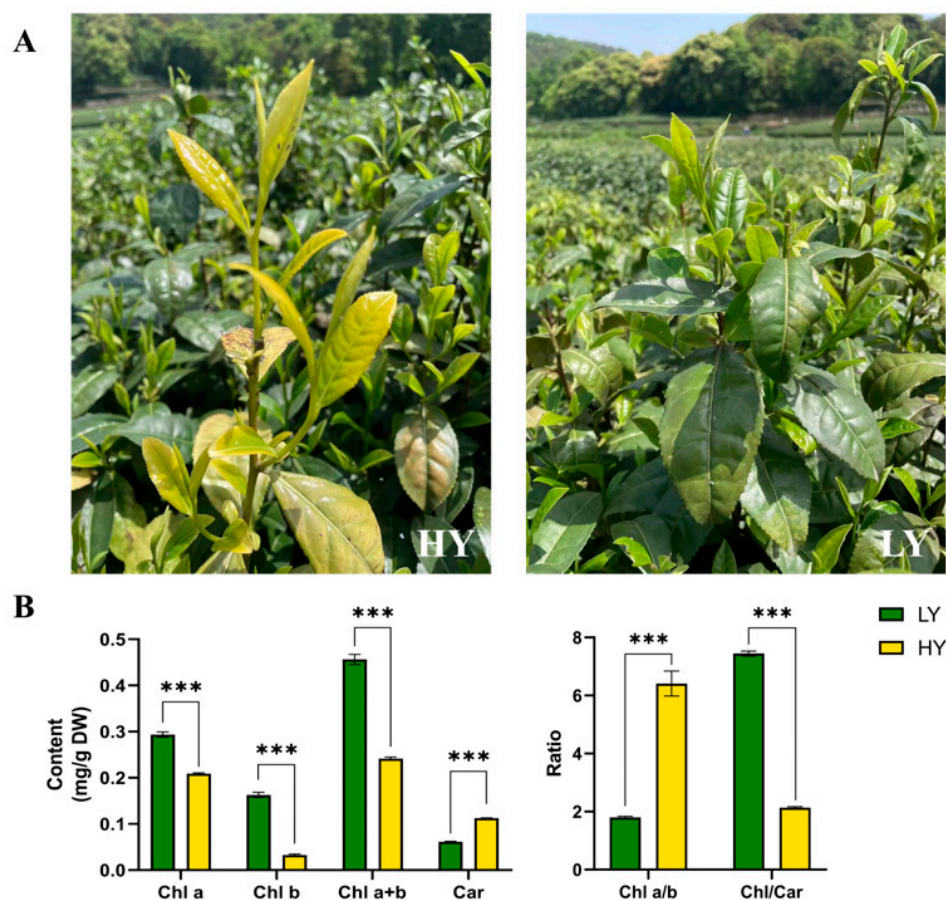 A
HY
LY
B
Content
(mg/g DW)
0.5
0.4
0.3
0.2
0.1
0.0
***
***
***
***
Chl a
Chl b
Chl a+b
Car
Ratio
8
6
4
2
0
***
***
Chl a/b
Chl/Car
LY
HY